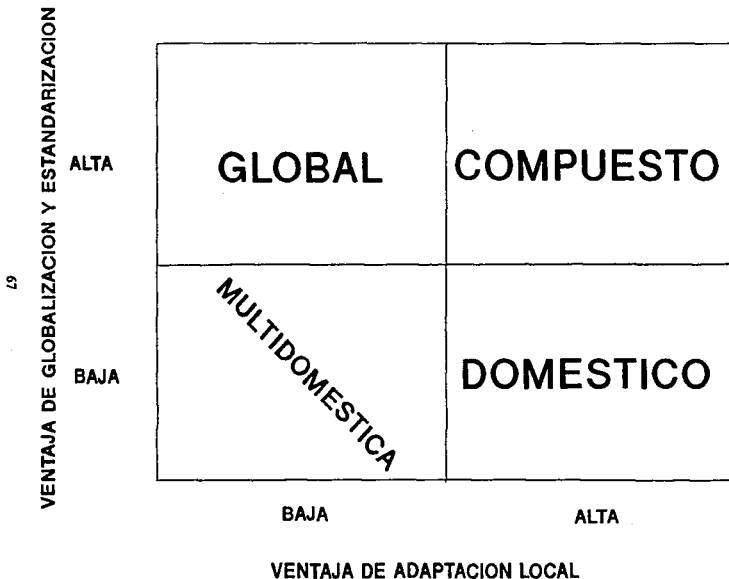 VENTAJA DE GLOBALIZACION Y ESTANDARIZACION
ALTA
GLOBAL
COMPUESTO
67
BAJA
MULTIDOMESTICA
DOMESTICO
BAJA
ALTA
VENTAJA DE ADAPTACION LOCAL